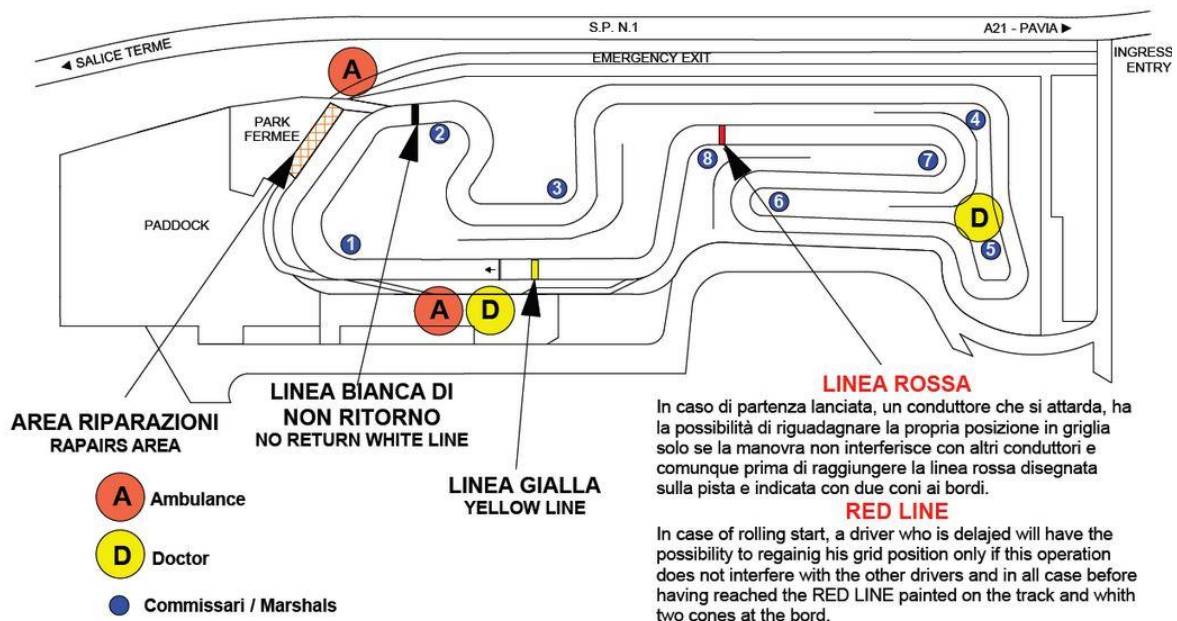 S.P. N.1
A21 - PAVIA ▶
◀ SALICE TERME
INGRESS
ENTRY
EMERGENCY EXIT
A
PARK
FERMEE
2
4
8
7
3
6
PADDOCK
D
1
5
A
D
AREA RIPARAZIONI
RAPAIRS AREA
LINEA BIANCA DI
NON RITORNO
NO RETURN WHITE LINE
LINEA GIALLA
YELLOW LINE
A Ambulance
D Doctor
Commissari / Marshals
LINEA ROSSA
In caso di partenza lanciata, un conduttore che si attarda, ha
la possibilità di riguadagnare la propria posizione in griglia
solo se la manovra non interferisce con altri conduttori e
comunque prima di raggiungere la linea rossa disegnata
sulla pista e indicata con due coni ai bordi.
RED LINE
In case of rolling start, a driver who is delajed will have the
possibility to regainig his grid position only if this operation
does not interfere with the other drivers and in all case before
having reached the RED LINE painted on the track and whith
two cones at the bord.